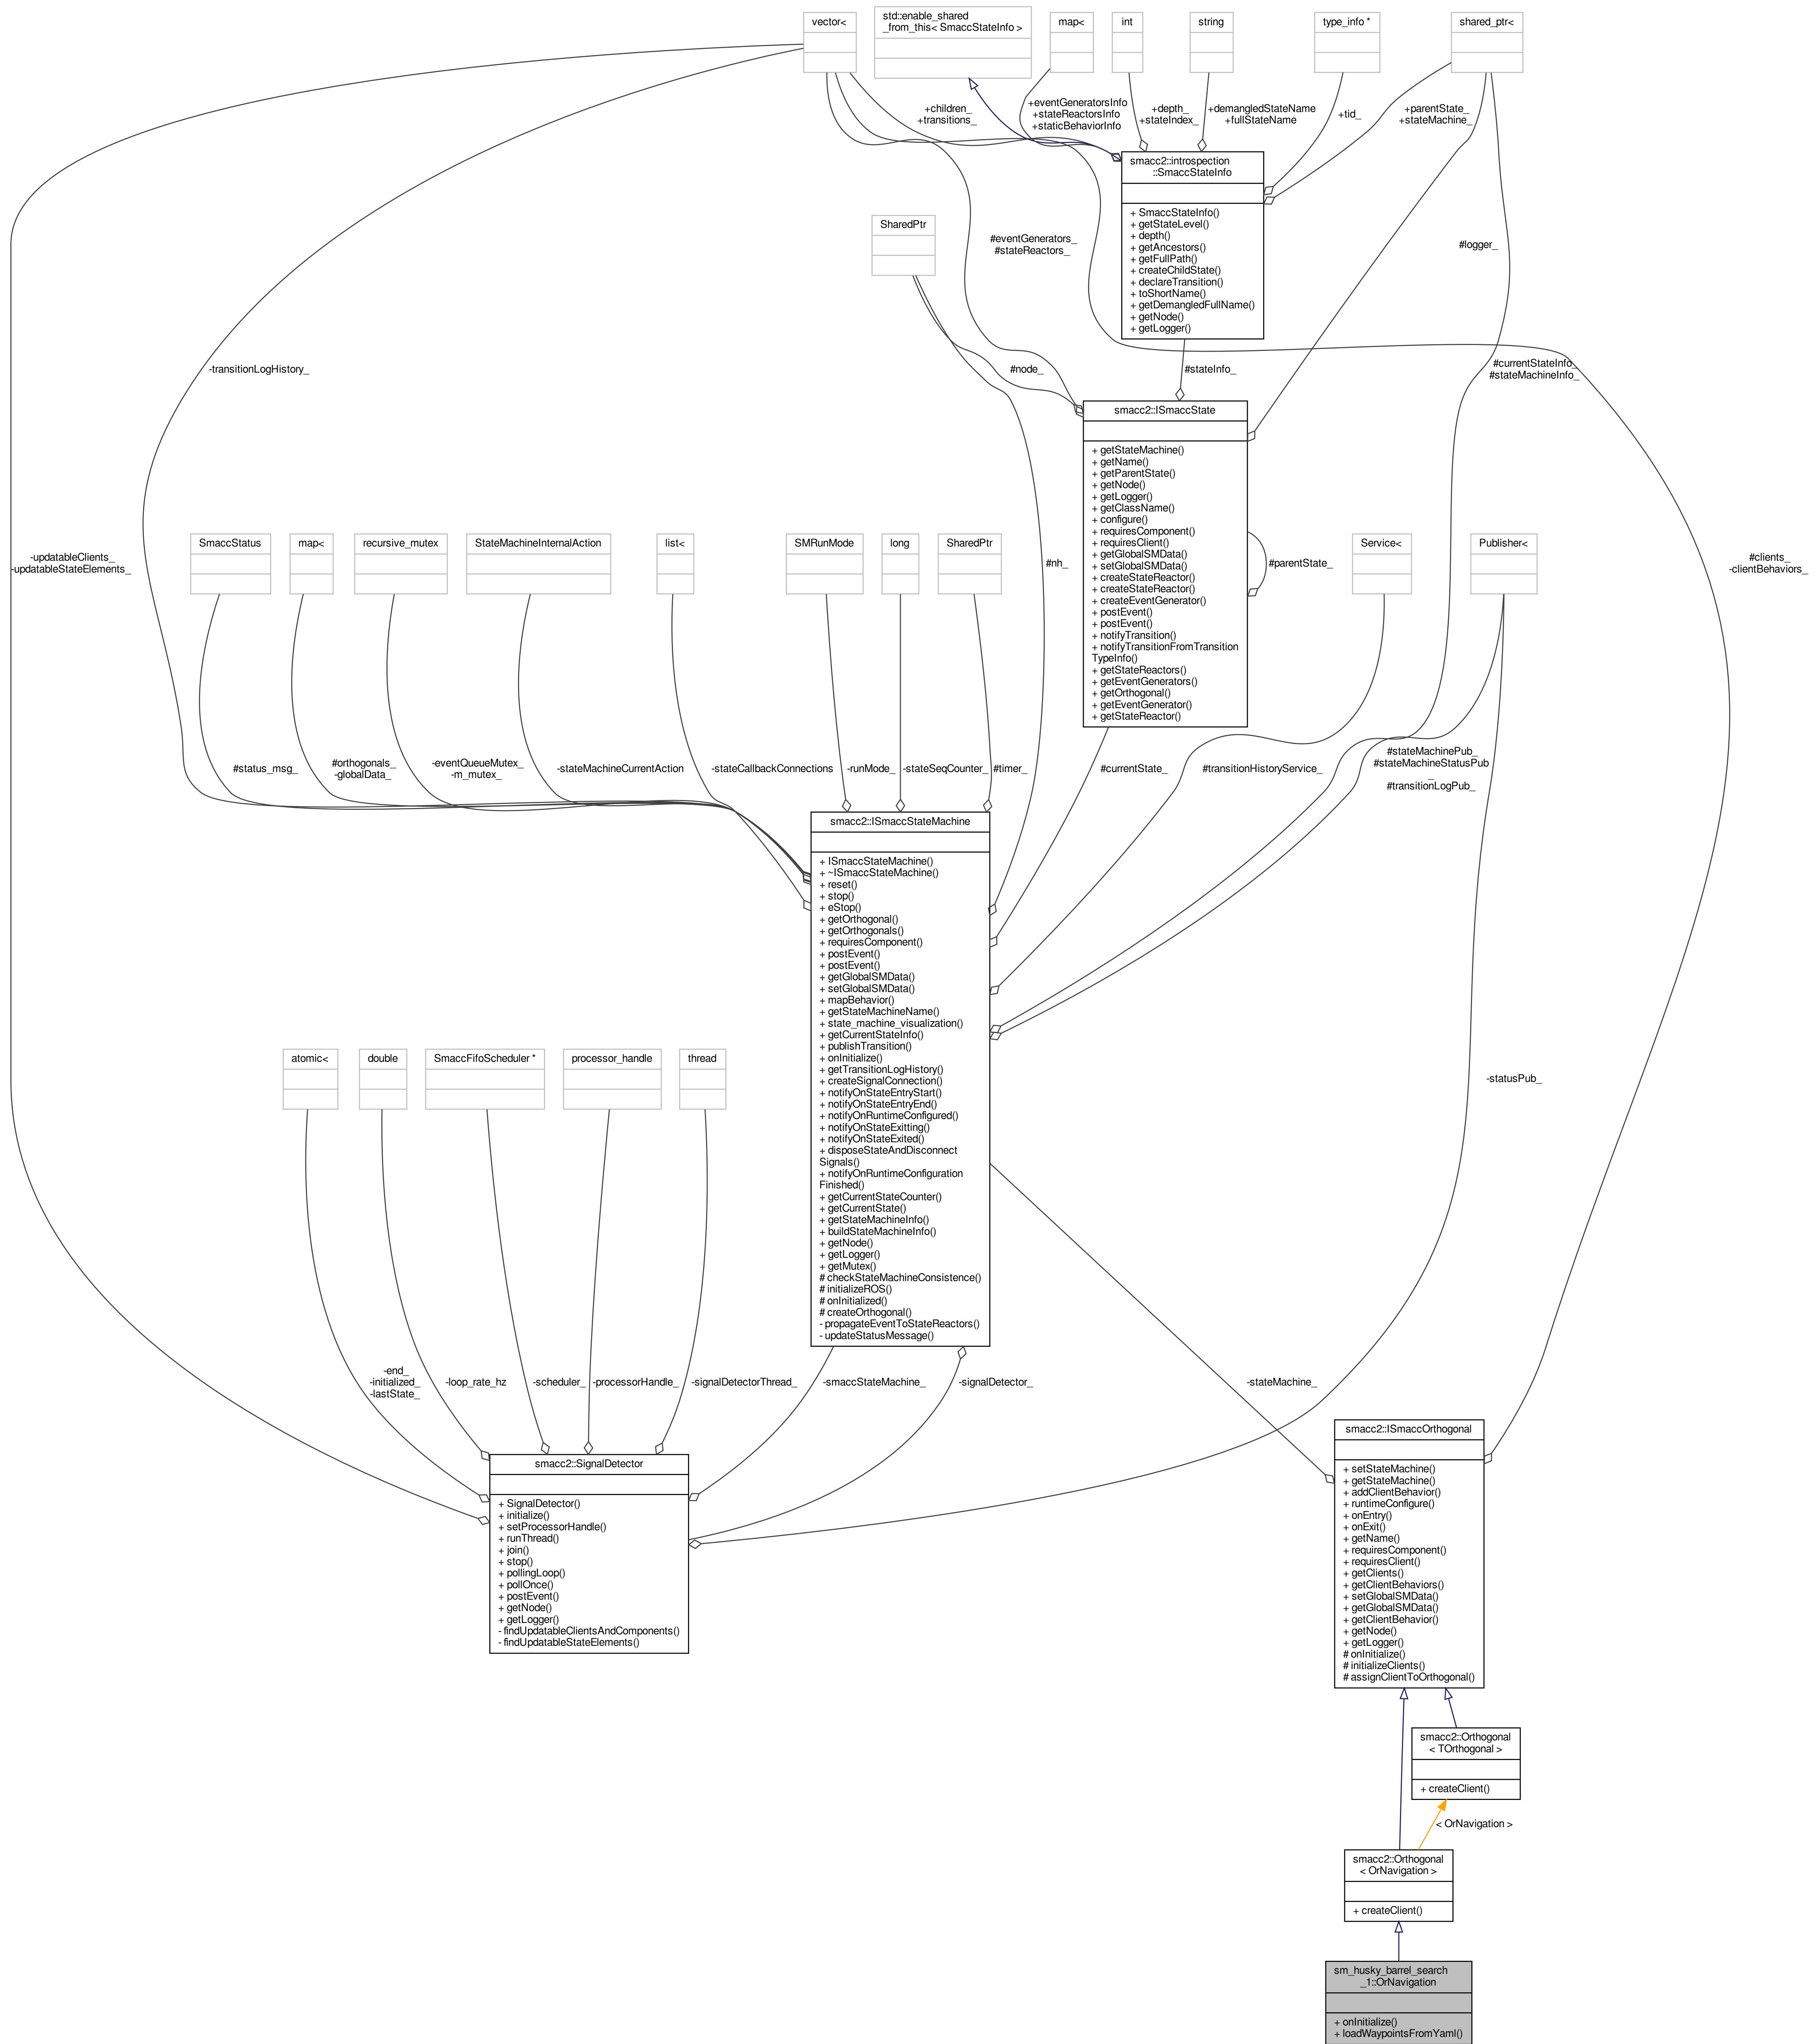 vector<
std::enable_shared
_from_this< SmaccStateInfo >
map<
int
string
type_info *
shared_ptr<
+children_
+transitions_
+eventGeneratorsInfo
+stateReactorsInfo
+staticBehaviorInfo
+depth_
+stateIndex_
+demangledStateName
+fullStateName
+tid_
+parentState_
+stateMachine_
smacc2::introspection
::SmaccStateInfo
+ SmaccStateInfo()
+ getStateLevel()
+ depth()
+ getAncestors()
+ getFullPath()
+ createChildState()
+ declareTransition()
+ toShortName()
+ getDemangledFullName()
+ getNode()
+ getLogger()
SharedPtr
#eventGenerators_
#stateReactors_
#logger_
-transitionLogHistory_
#node_
#stateInfo_
#currentStateInfo_
#stateMachineInfo_
smacc2::ISmaccState
+ getStateMachine()
+ getName()
+ getParentState()
+ getNode()
+ getLogger()
+ getClassName()
+ configure()
+ requiresComponent()
+ requiresClient()
+ getGlobalSMData()
+ setGlobalSMData()
+ createStateReactor()
+ createStateReactor()
+ createEventGenerator()
+ postEvent()
+ postEvent()
+ notifyTransition()
+ notifyTransitionFromTransition
TypeInfo()
+ getStateReactors()
+ getEventGenerators()
+ getOrthogonal()
+ getEventGenerator()
+ getStateReactor()
-updatableClients_
-updatableStateElements_
SmaccStatus
map<
recursive_mutex
StateMachineInternalAction
list<
SMRunMode
long
SharedPtr
#nh_
#parentState_
Service<
Publisher<
#clients_
-clientBehaviors_
#status_msg_
#orthogonals_
-globalData_
-eventQueueMutex_
-m_mutex_
-stateMachineCurrentAction
-stateCallbackConnections
-runMode_
-stateSeqCounter_
#timer_
#currentState_
#transitionHistoryService_
#stateMachinePub_
#stateMachineStatusPub
_
#transitionLogPub_
smacc2::ISmaccStateMachine
+ ISmaccStateMachine()
+ ~ISmaccStateMachine()
+ reset()
+ stop()
+ eStop()
+ getOrthogonal()
+ getOrthogonals()
+ requiresComponent()
+ postEvent()
+ postEvent()
+ getGlobalSMData()
+ setGlobalSMData()
+ mapBehavior()
+ getStateMachineName()
+ state_machine_visualization()
+ getCurrentStateInfo()
+ publishTransition()
+ onInitialize()
+ getTransitionLogHistory()
+ createSignalConnection()
+ notifyOnStateEntryStart()
+ notifyOnStateEntryEnd()
+ notifyOnRuntimeConfigured()
+ notifyOnStateExitting()
+ notifyOnStateExited()
+ disposeStateAndDisconnect
Signals()
+ notifyOnRuntimeConfiguration
Finished()
+ getCurrentStateCounter()
+ getCurrentState()
+ getStateMachineInfo()
+ buildStateMachineInfo()
+ getNode()
+ getLogger()
+ getMutex()
# checkStateMachineConsistence()
# initializeROS()
# onInitialized()
# createOrthogonal()
- propagateEventToStateReactors()
- updateStatusMessage()
atomic<
double
SmaccFifoScheduler *
processor_handle
thread
-statusPub_
-end_
-initialized_
-lastState_
-loop_rate_hz
-scheduler_
-processorHandle_
-signalDetectorThread_
-smaccStateMachine_
-signalDetector_
-stateMachine_
smacc2::SignalDetector
+ SignalDetector()
+ initialize()
+ setProcessorHandle()
+ runThread()
+ join()
+ stop()
+ pollingLoop()
+ pollOnce()
+ postEvent()
+ getNode()
+ getLogger()
- findUpdatableClientsAndComponents()
- findUpdatableStateElements()
smacc2::ISmaccOrthogonal
+ setStateMachine()
+ getStateMachine()
+ addClientBehavior()
+ runtimeConfigure()
+ onEntry()
+ onExit()
+ getName()
+ requiresComponent()
+ requiresClient()
+ getClients()
+ getClientBehaviors()
+ setGlobalSMData()
+ getGlobalSMData()
+ getClientBehavior()
+ getNode()
+ getLogger()
# onInitialize()
# initializeClients()
# assignClientToOrthogonal()
smacc2::Orthogonal
< TOrthogonal >
+ createClient()
< OrNavigation >
smacc2::Orthogonal
< OrNavigation >
+ createClient()
sm_husky_barrel_search
_1::OrNavigation
+ onInitialize()
+ loadWaypointsFromYaml()